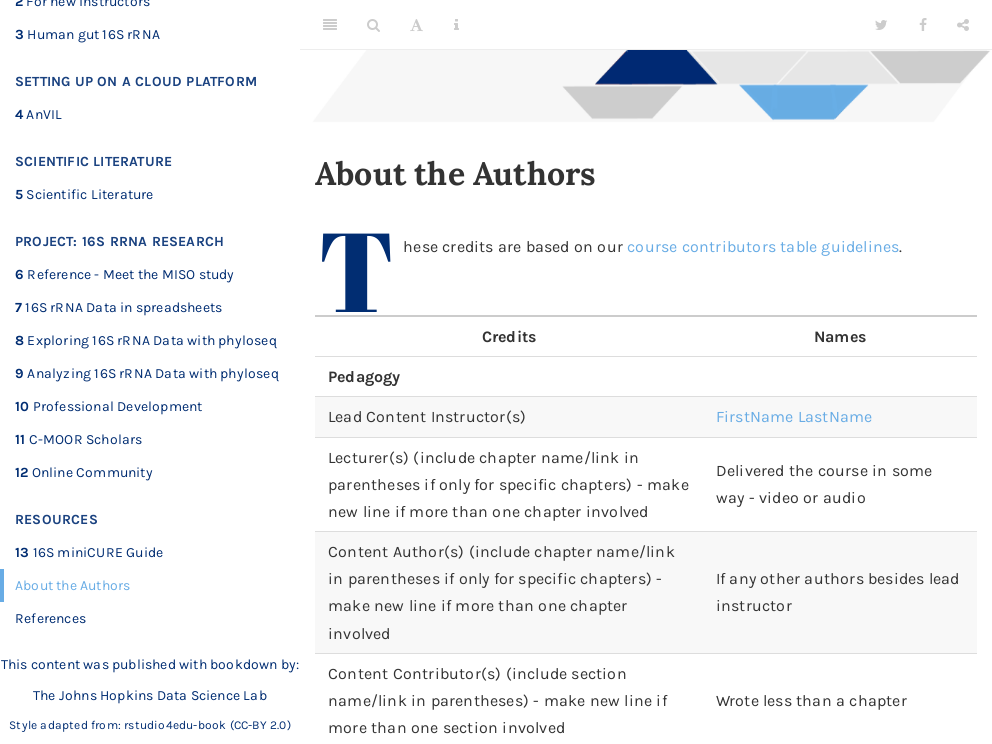 2 For new instructors
3 Human gut 16S rRNA
SETTING UP ON A CLOUD PLATFORM
4 AnVIL
SCIENTIFIC LITERATURE
5 Scientific Literature
PROJECT: 16S RRNA RESEARCH
6 Reference - Meet the MISO study
7 16S rRNA Data in spreadsheets
8 Exploring 16S rRNA Data with phyloseq
9 Analyzing 16S rRNA Data with phyloseq
10 Professional Development
11 C-MOOR Scholars
12 Online Community
RESOURCES
13 16S miniCURE Guide
About the Authors
References
This content was published with bookdown by:
The Johns Hopkins Data Science Lab
Style adapted from: rstudio4edu-book (CC-BY 2.0)
About the Authors
These credits are based on our course contributors table guidelines.
Credits Names
Pedagogy
Lead Content Instructor(s) FirstName LastName
Lecturer(s) (include chapter name/link in
parentheses if only for specific chapters) - make
new line if more than one chapter involved
Delivered the course in some
way - video or audio
Content Author(s) (include chapter name/link
in parentheses if only for specific chapters) -
make new line if more than one chapter
involved
If any other authors besides lead
instructor
Content Contributor(s) (include section
name/link in parentheses) - make new line if
more than one section involved
Wrote less than a chapter